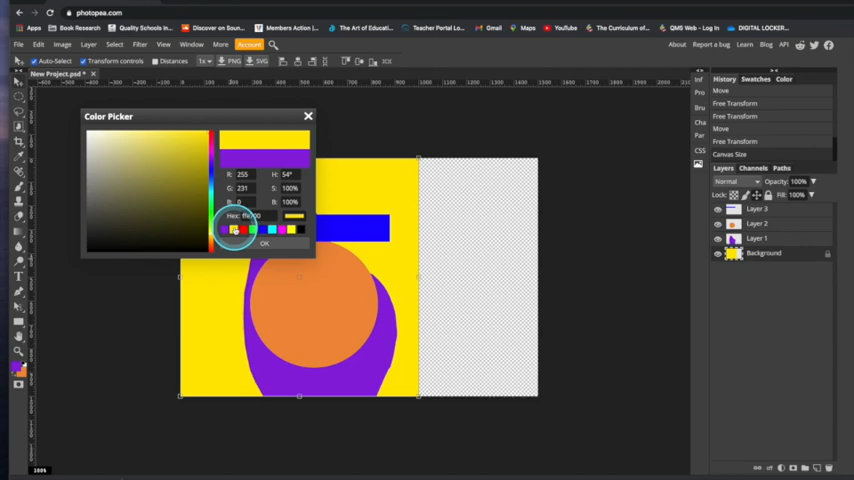 photopea.com
Apps Book Research Quality Schools In... Discover on Soun... Members Action |... The Art of Educati... Teacher Portal Lo... Gmail Maps YouTube The Curriculum of... QMS Web - Log In DIGITAL LOCKER...
File Edit Image Layer Select Filter View Window More Account About Report a bug Learn Blog API
Auto-Select Transform controls Distances 1x PNG SVG
New Project.psd *
Inf
Pro
Bru
Cha
Par
CSS
History Swatches Color
Move
Free Transform
Free Transform
Move
Free Transform
Canvas Size
Layers Channels Paths
Normal Opacity: 100%
Lock: Fill: 100%
Layer 3
Layer 2
Layer 1
Background
Color Picker
R: 255 H: 54°
G: 231 S: 100%
B: 0 B: 100%
Hex:
OK
100%